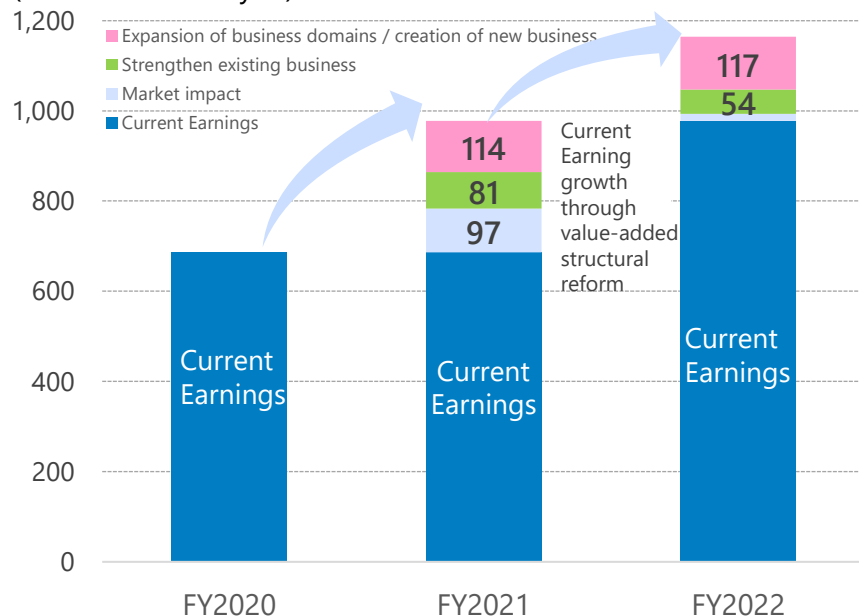 1,200
Expansion of business domains / creation of new business
Strengthen existing business
Market impact
Current Earnings
1,000
800
600
400
200
0
114
81
97
117
54
Current
Earning
growth
through
value-added
structural
reform
Current
Earnings
Current
Earnings
Current
Earnings
FY2020
FY2021
FY2022